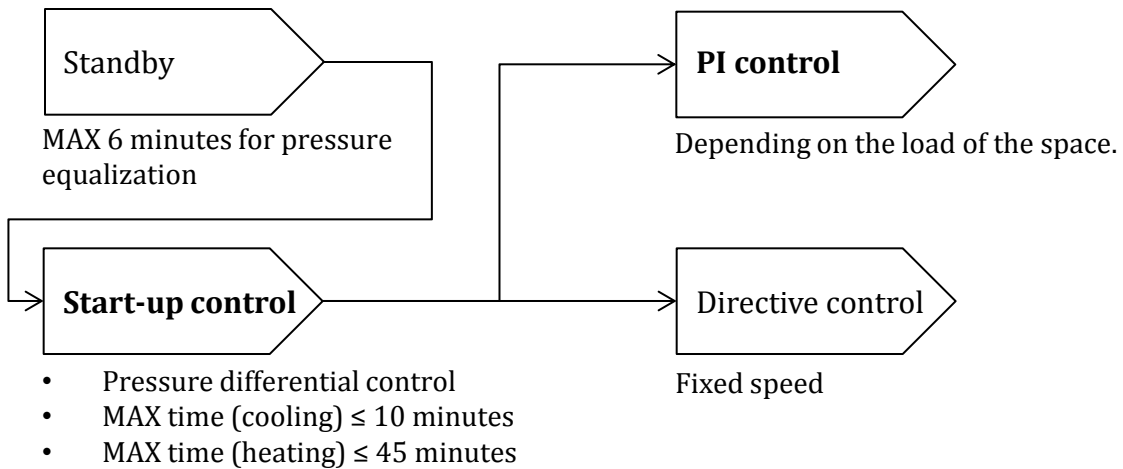 Standby
MAX 6 minutes for pressure
equalization
PI control
Depending on the load of the space.
Start-up control
• Pressure differential control
• MAX time (cooling) ≤ 10 minutes
• MAX time (heating) ≤ 45 minutes
Directive control
Fixed speed